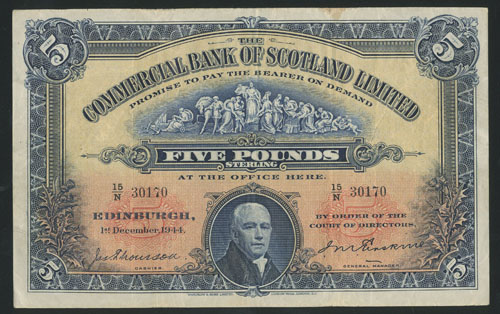 THE
COMMERCIAL BANK OF SCOTLAND LIMITED
PROMISE TO PAY THE BEARER ON DEMAND
5 5
FIVE POUNDS
STERLING
AT THE OFFICE HERE.
15/N 30170 15/N 30170
EDINBURGH, BY ORDER OF THE
1st December, 1944. COURT OF DIRECTORS.
CASHIER. GENERAL MANAGER.
5 5